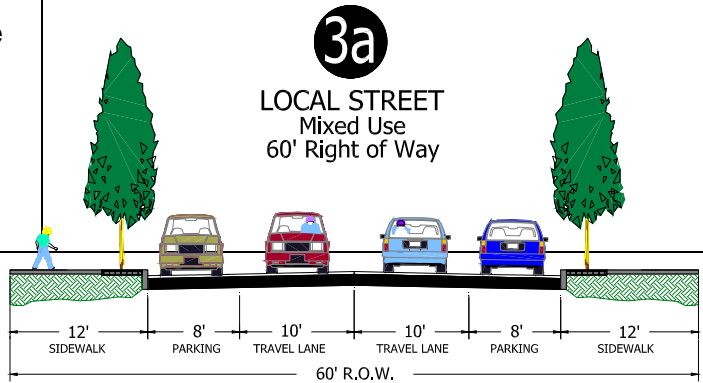 e
3a
LOCAL STREET
Mixed Use
60' Right of Way
12' 8' 10' 10' 8' 12'
SIDEWALK PARKING TRAVEL LANE TRAVEL LANE PARKING SIDEWALK
60' R.O.W.